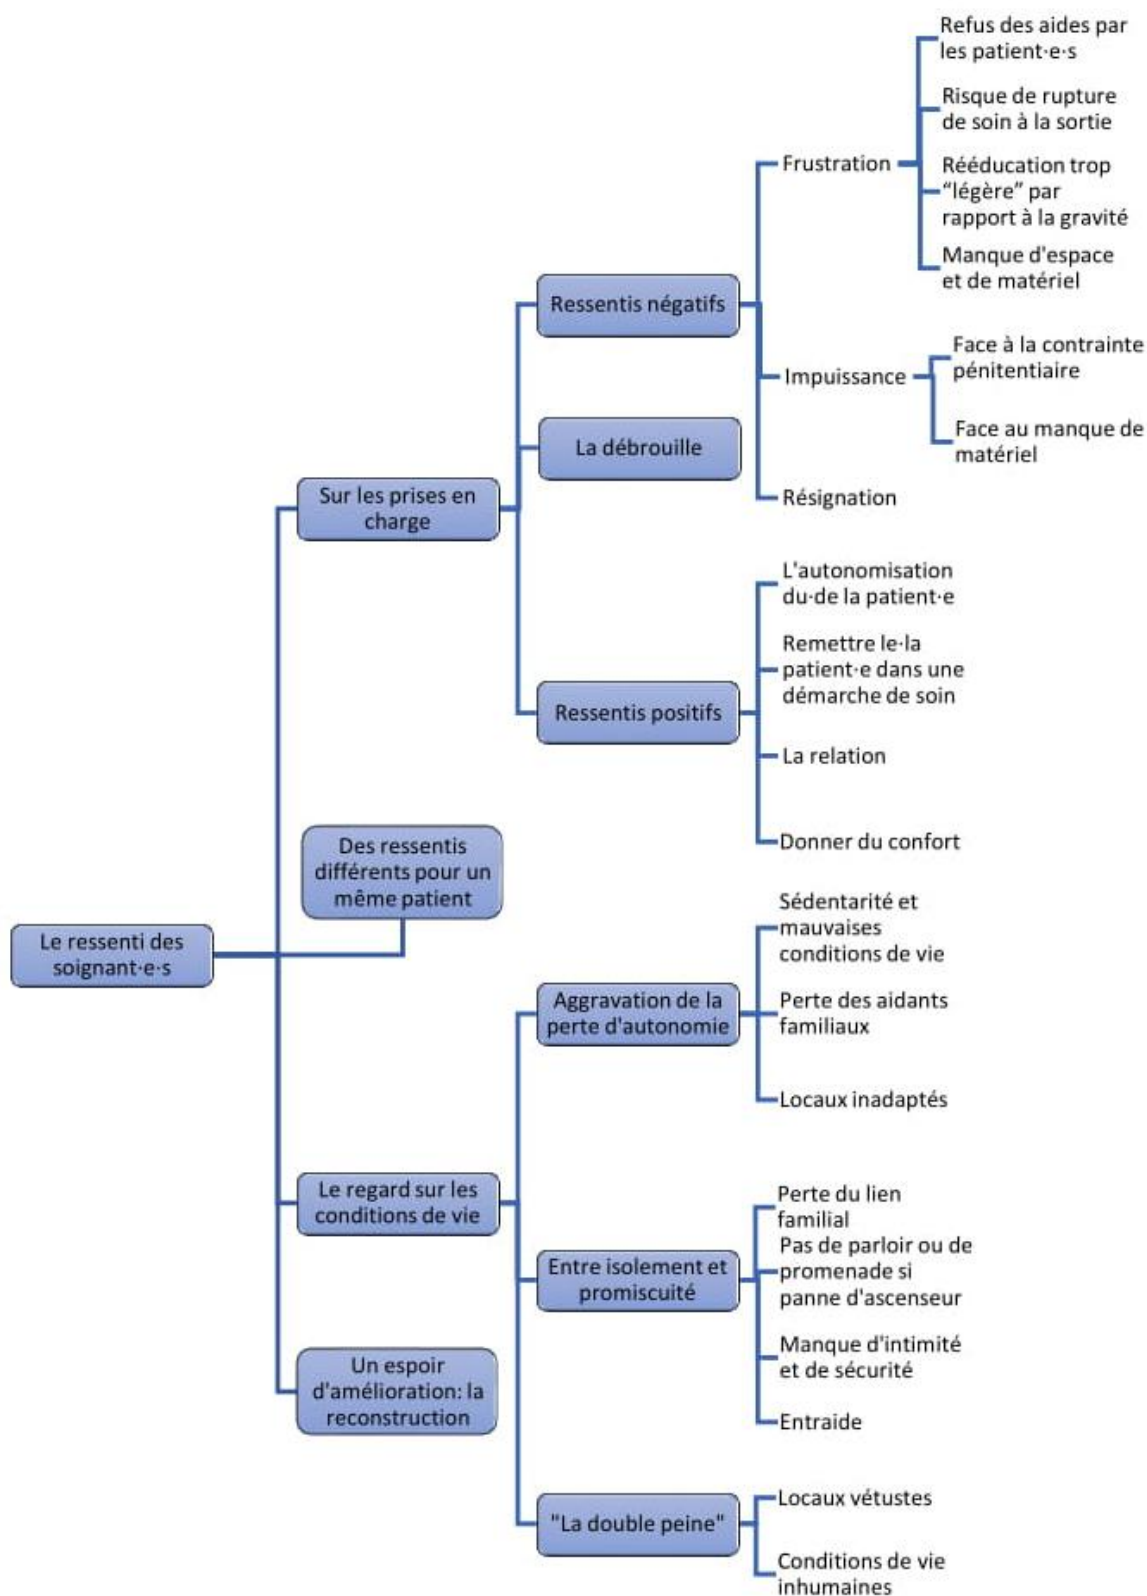 Refus des aides par
les patient·e·s
Risque de rupture
de soin à la sortie
Frustration
Rééducation trop
“légère” par
rapport à la gravité
Manque d'espace
et de matériel
Ressentis négatifs
Face à la contrainte
pénitentiaire
Impuissance
Face au manque de
matériel
La débrouille
Résignation
Sur les prises en
charge
L'autonomisation
du·de la patient·e
Remettre le·la
patient·e dans une
démarche de soin
Ressentis positifs
La relation
Donner du confort
Des ressentis
différents pour un
même patient
Le ressenti des
soignant·e·s
Sédentarité et
mauvaises
conditions de vie
Aggravation de la
perte d'autonomie
Perte des aidants
familiaux
Locaux inadaptés
Le regard sur les
conditions de vie
Perte du lien
familial
Entre isolement et
promiscuité
Pas de parloir ou de
promenade si
panne d'ascenseur
Manque d'intimité
et de sécurité
Entraide
Un espoir
d'amélioration: la
reconstruction
"La double peine"
Locaux vétustes
Conditions de vie
inhumaines